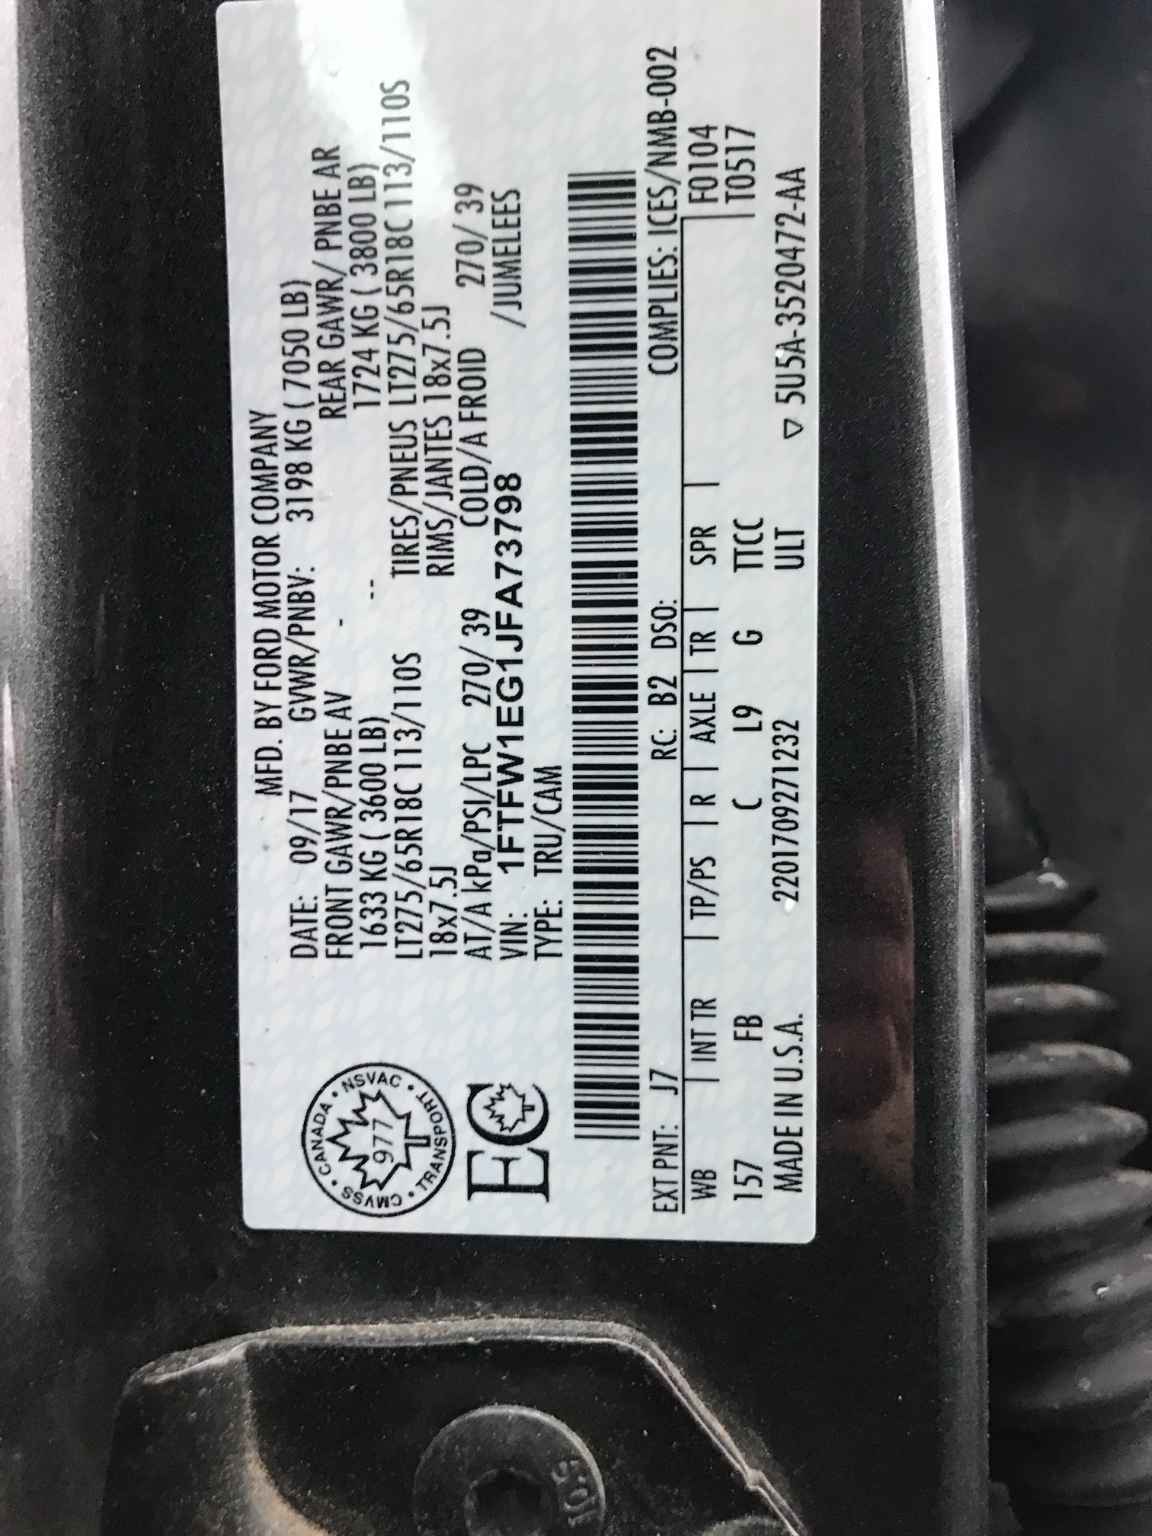 MFD. BY FORD MOTOR COMPANY
DATE: 09/17 GVWR/PNBV: 3198 KG ( 7050 LB)
FRONT GAWR/PNBE AV - REAR GAWR/ PNBE AR
1633 KG ( 3600 LB) -- 1724 KG ( 3800 LB)
LT275/65R18C 113/110S TIRES/PNEUS LT275/65R18C 113/110S
18x7.5J RIMS/JANTES 18x7.5J
AT/A kPa/PSI/LPC 270/ 39 COLD/A FROID 270/ 39
VIN: 1FTFW1EG1JFA73798 /JUMELEES
TYPE: TRU/CAM
CMVSS • CANADA • NSVAC • TRANSPORT •
977
EC
EXT PNT: J7 RC: B2 DSO: COMPLIES: ICES/NMB-002
WB INT TR TP/PS R AXLE TR SPR F0104
157 FB C L9 G TTCC T0517
ULT
MADE IN U.S.A. 220170927 1232 ▽ 5U5A-3520472-AA
10.9